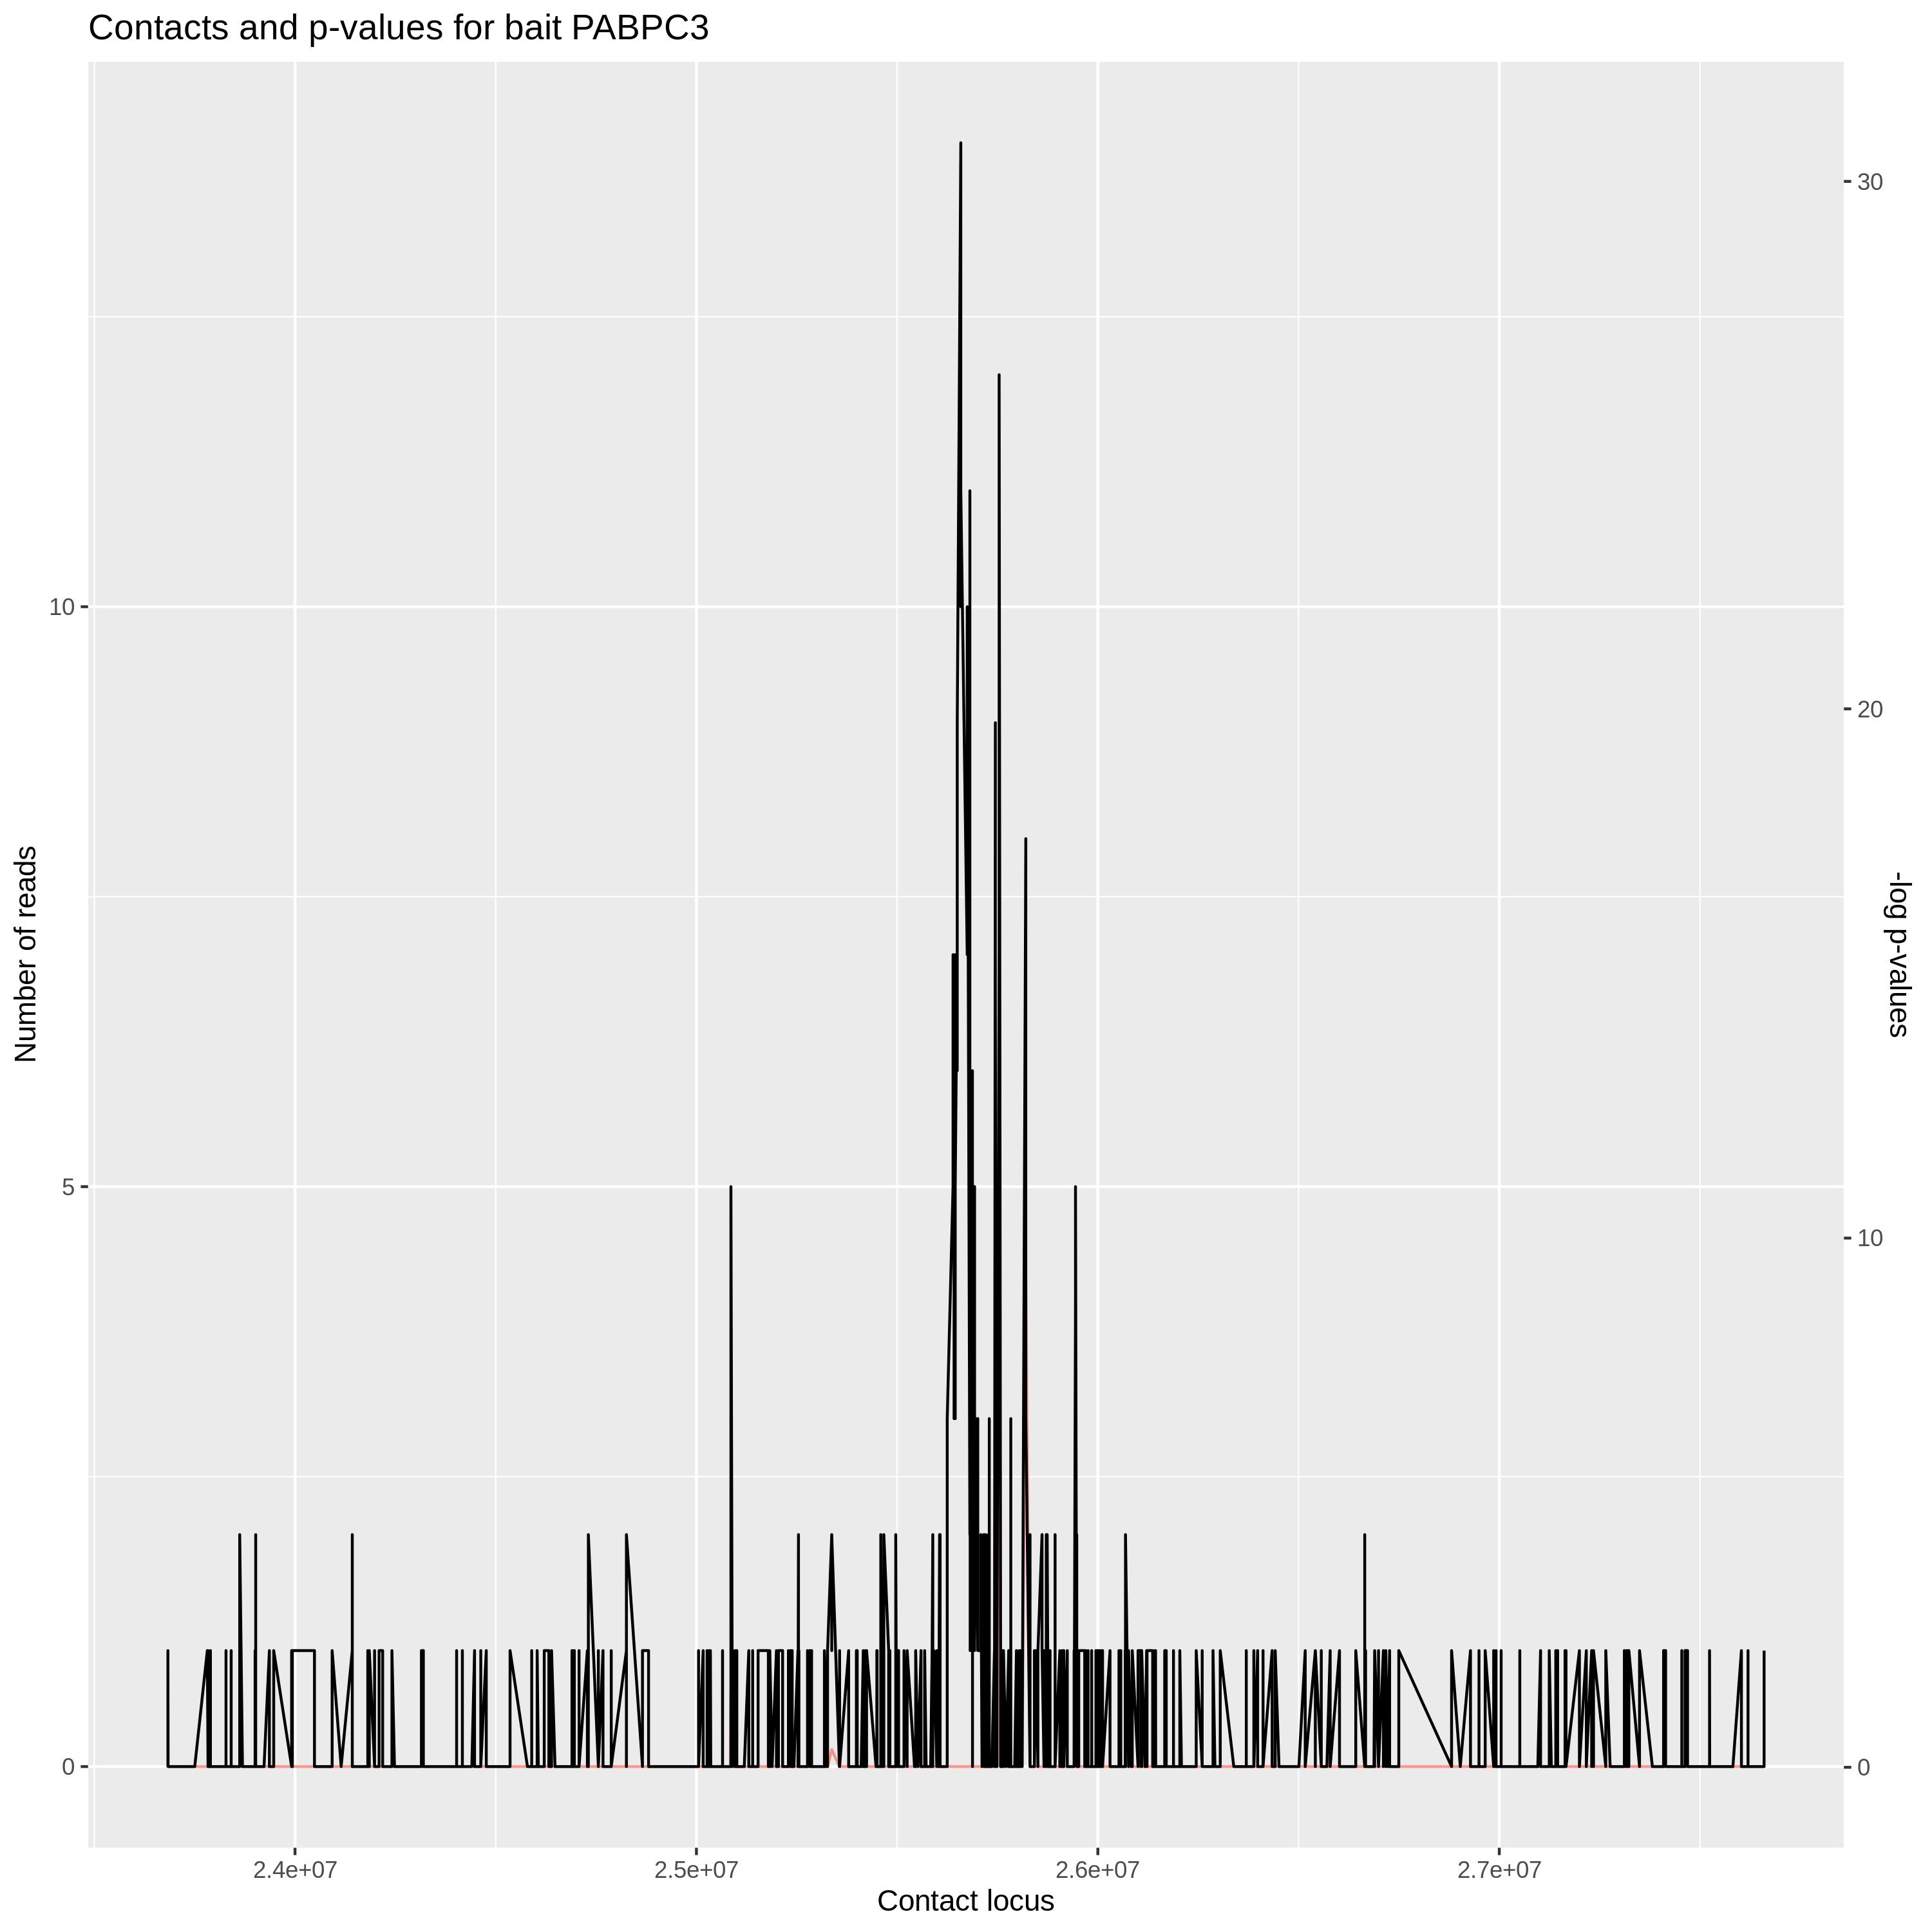 Contacts and p-values for bait PABPC3
30
10
20
Number of reads
-log p-values
5
10
0
0
2.4e+07
2.5e+07
2.6e+07
2.7e+07
Contact locus